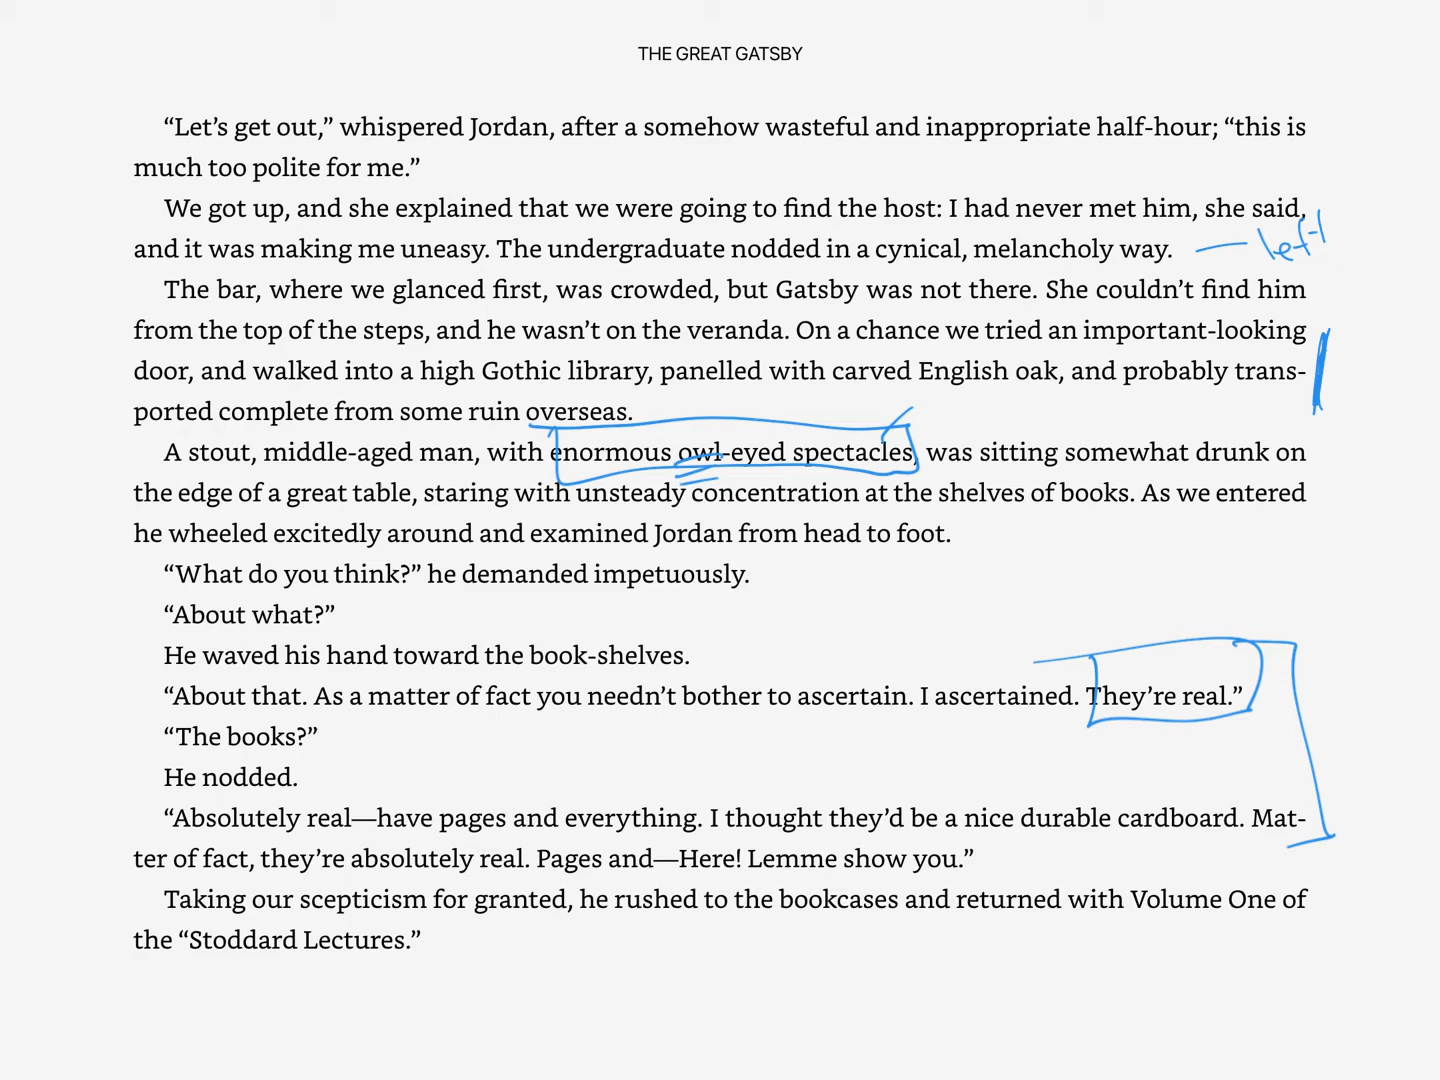 THE GREAT GATSBY
“Let’s get out,” whispered Jordan, after a somehow wasteful and inappropriate half-hour; “this is
much too polite for me.”
We got up, and she explained that we were going to find the host: I had never met him, she said,
and it was making me uneasy. The undergraduate nodded in a cynical, melancholy way. — left
The bar, where we glanced first, was crowded, but Gatsby was not there. She couldn’t find him
from the top of the steps, and he wasn’t on the veranda. On a chance we tried an important-looking
door, and walked into a high Gothic library, panelled with carved English oak, and probably trans-
ported complete from some ruin overseas.
A stout, middle-aged man, with enormous owl-eyed spectacles, was sitting somewhat drunk on
the edge of a great table, staring with unsteady concentration at the shelves of books. As we entered
he wheeled excitedly around and examined Jordan from head to foot.
“What do you think?” he demanded impetuously.
“About what?”
He waved his hand toward the book-shelves.
“About that. As a matter of fact you needn’t bother to ascertain. I ascertained. They’re real.”
“The books?”
He nodded.
“Absolutely real—have pages and everything. I thought they’d be a nice durable cardboard. Mat-
ter of fact, they’re absolutely real. Pages and—Here! Lemme show you.”
Taking our scepticism for granted, he rushed to the bookcases and returned with Volume One of
the “Stoddard Lectures.”